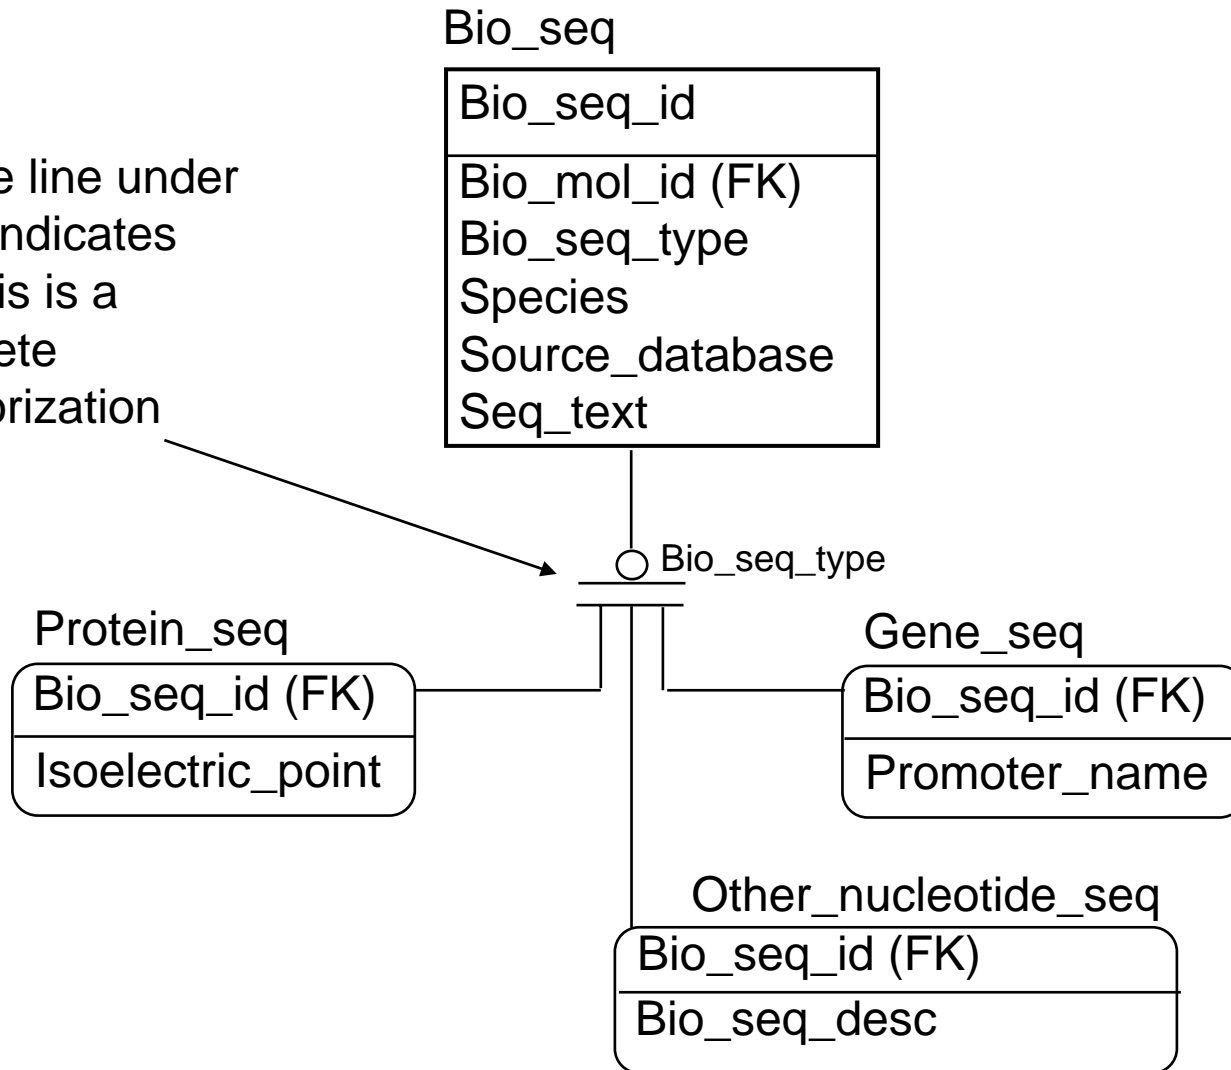 Bio_seq
Bio_seq_id
Bio_mol_id (FK)
Bio_seq_type
Species
Source_database
Seq_text
e line under
ndicates
is is a
ete
orization
Bio_seq_type
Protein_seq
Bio_seq_id (FK)
Isoelectric_point
Gene_seq
Bio_seq_id (FK)
Promoter_name
Other_nucleotide_seq
Bio_seq_id (FK)
Bio_seq_desc